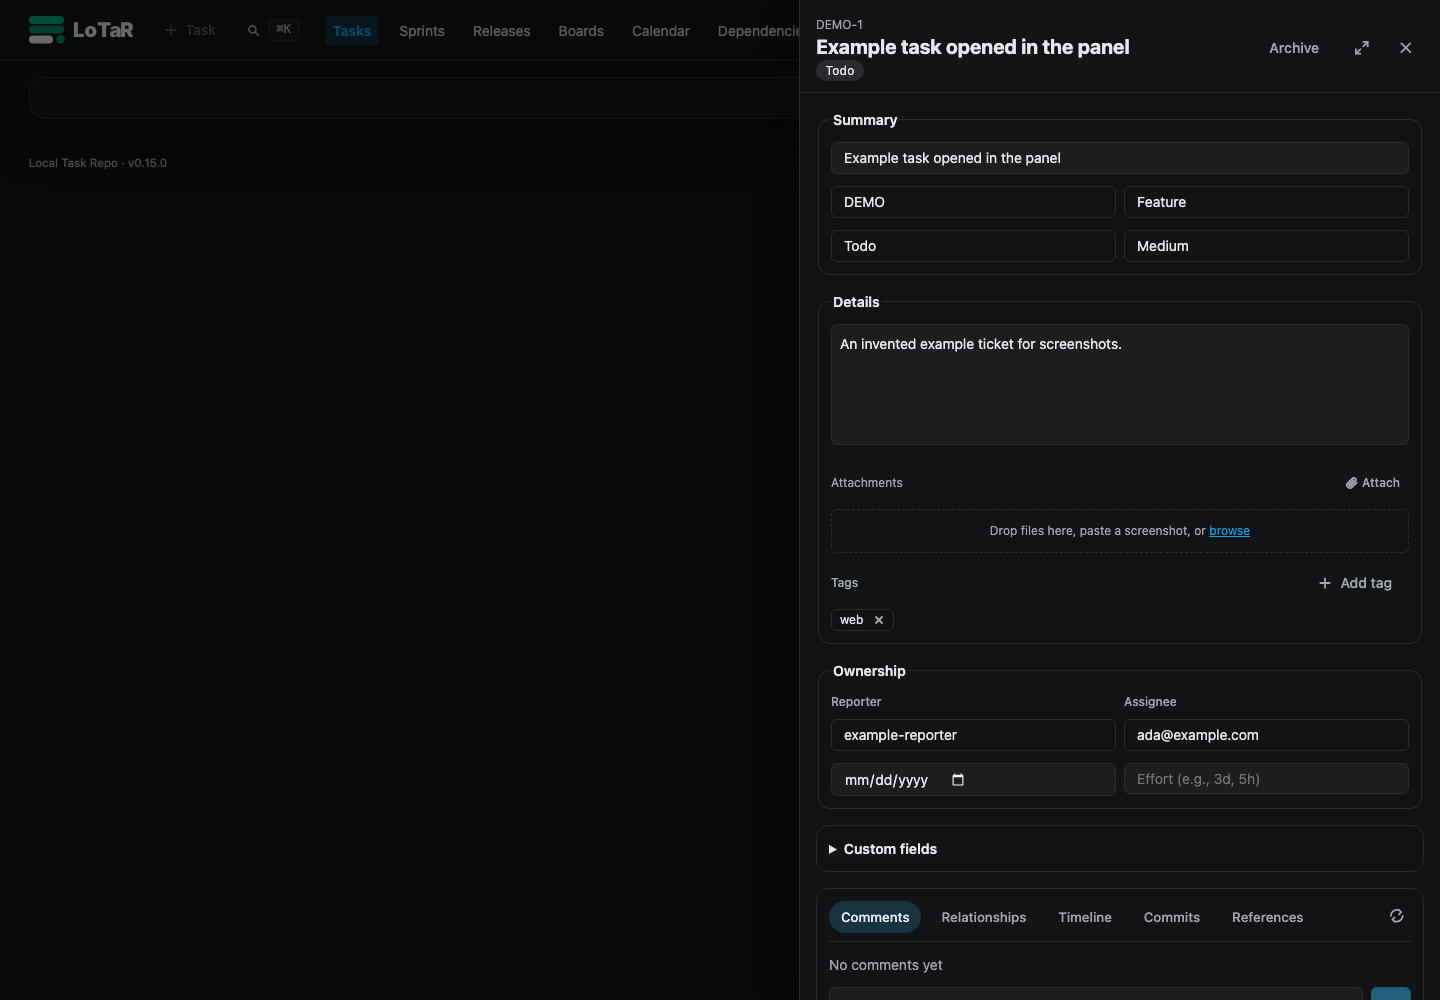 LoTaR
Task
⌘K
Tasks
Sprints
Releases
Boards
Calendar
Dependencie
Local Task Repo · v0.15.0
DEMO-1
Example task opened in the panel
Todo
Archive
Summary
Example task opened in the panel
DEMO
Feature
Todo
Medium
Details
An invented example ticket for screenshots.
Attachments
Attach
Drop files here, paste a screenshot, or browse
Tags
Add tag
web
Ownership
Reporter
Assignee
example-reporter
ada@example.com
mm/dd/yyyy
Effort (e.g., 3d, 5h)
Custom fields
Comments
Relationships
Timeline
Commits
References
No comments yet